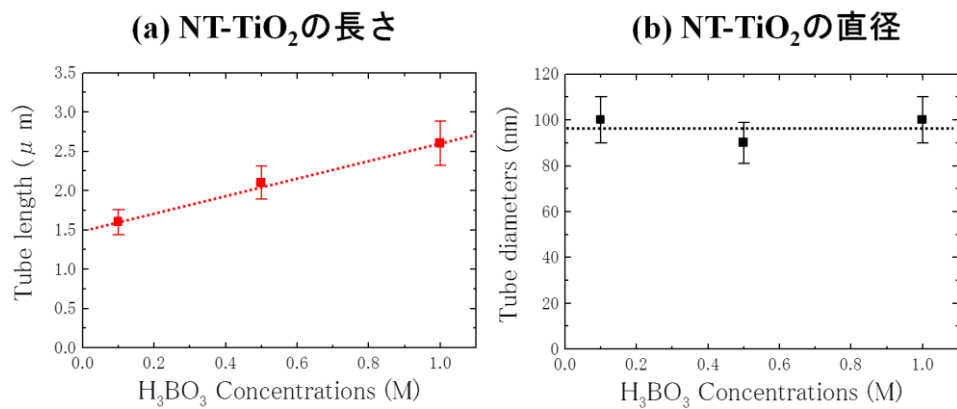 (a) NT-TiO₂の長さ
3.5
3.0
2.5
2.0
1.5
1.0
0.5
0.0
Tube length (μ m)
0.0 0.2 0.4 0.6 0.8 1.0
H₃BO₃ Concentrations (M)
(b) NT-TiO₂の直径
120
100
80
60
40
20
0
Tube diameters (nm)
0.0 0.2 0.4 0.6 0.8 1.0
H₃BO₃ Concentrations (M)